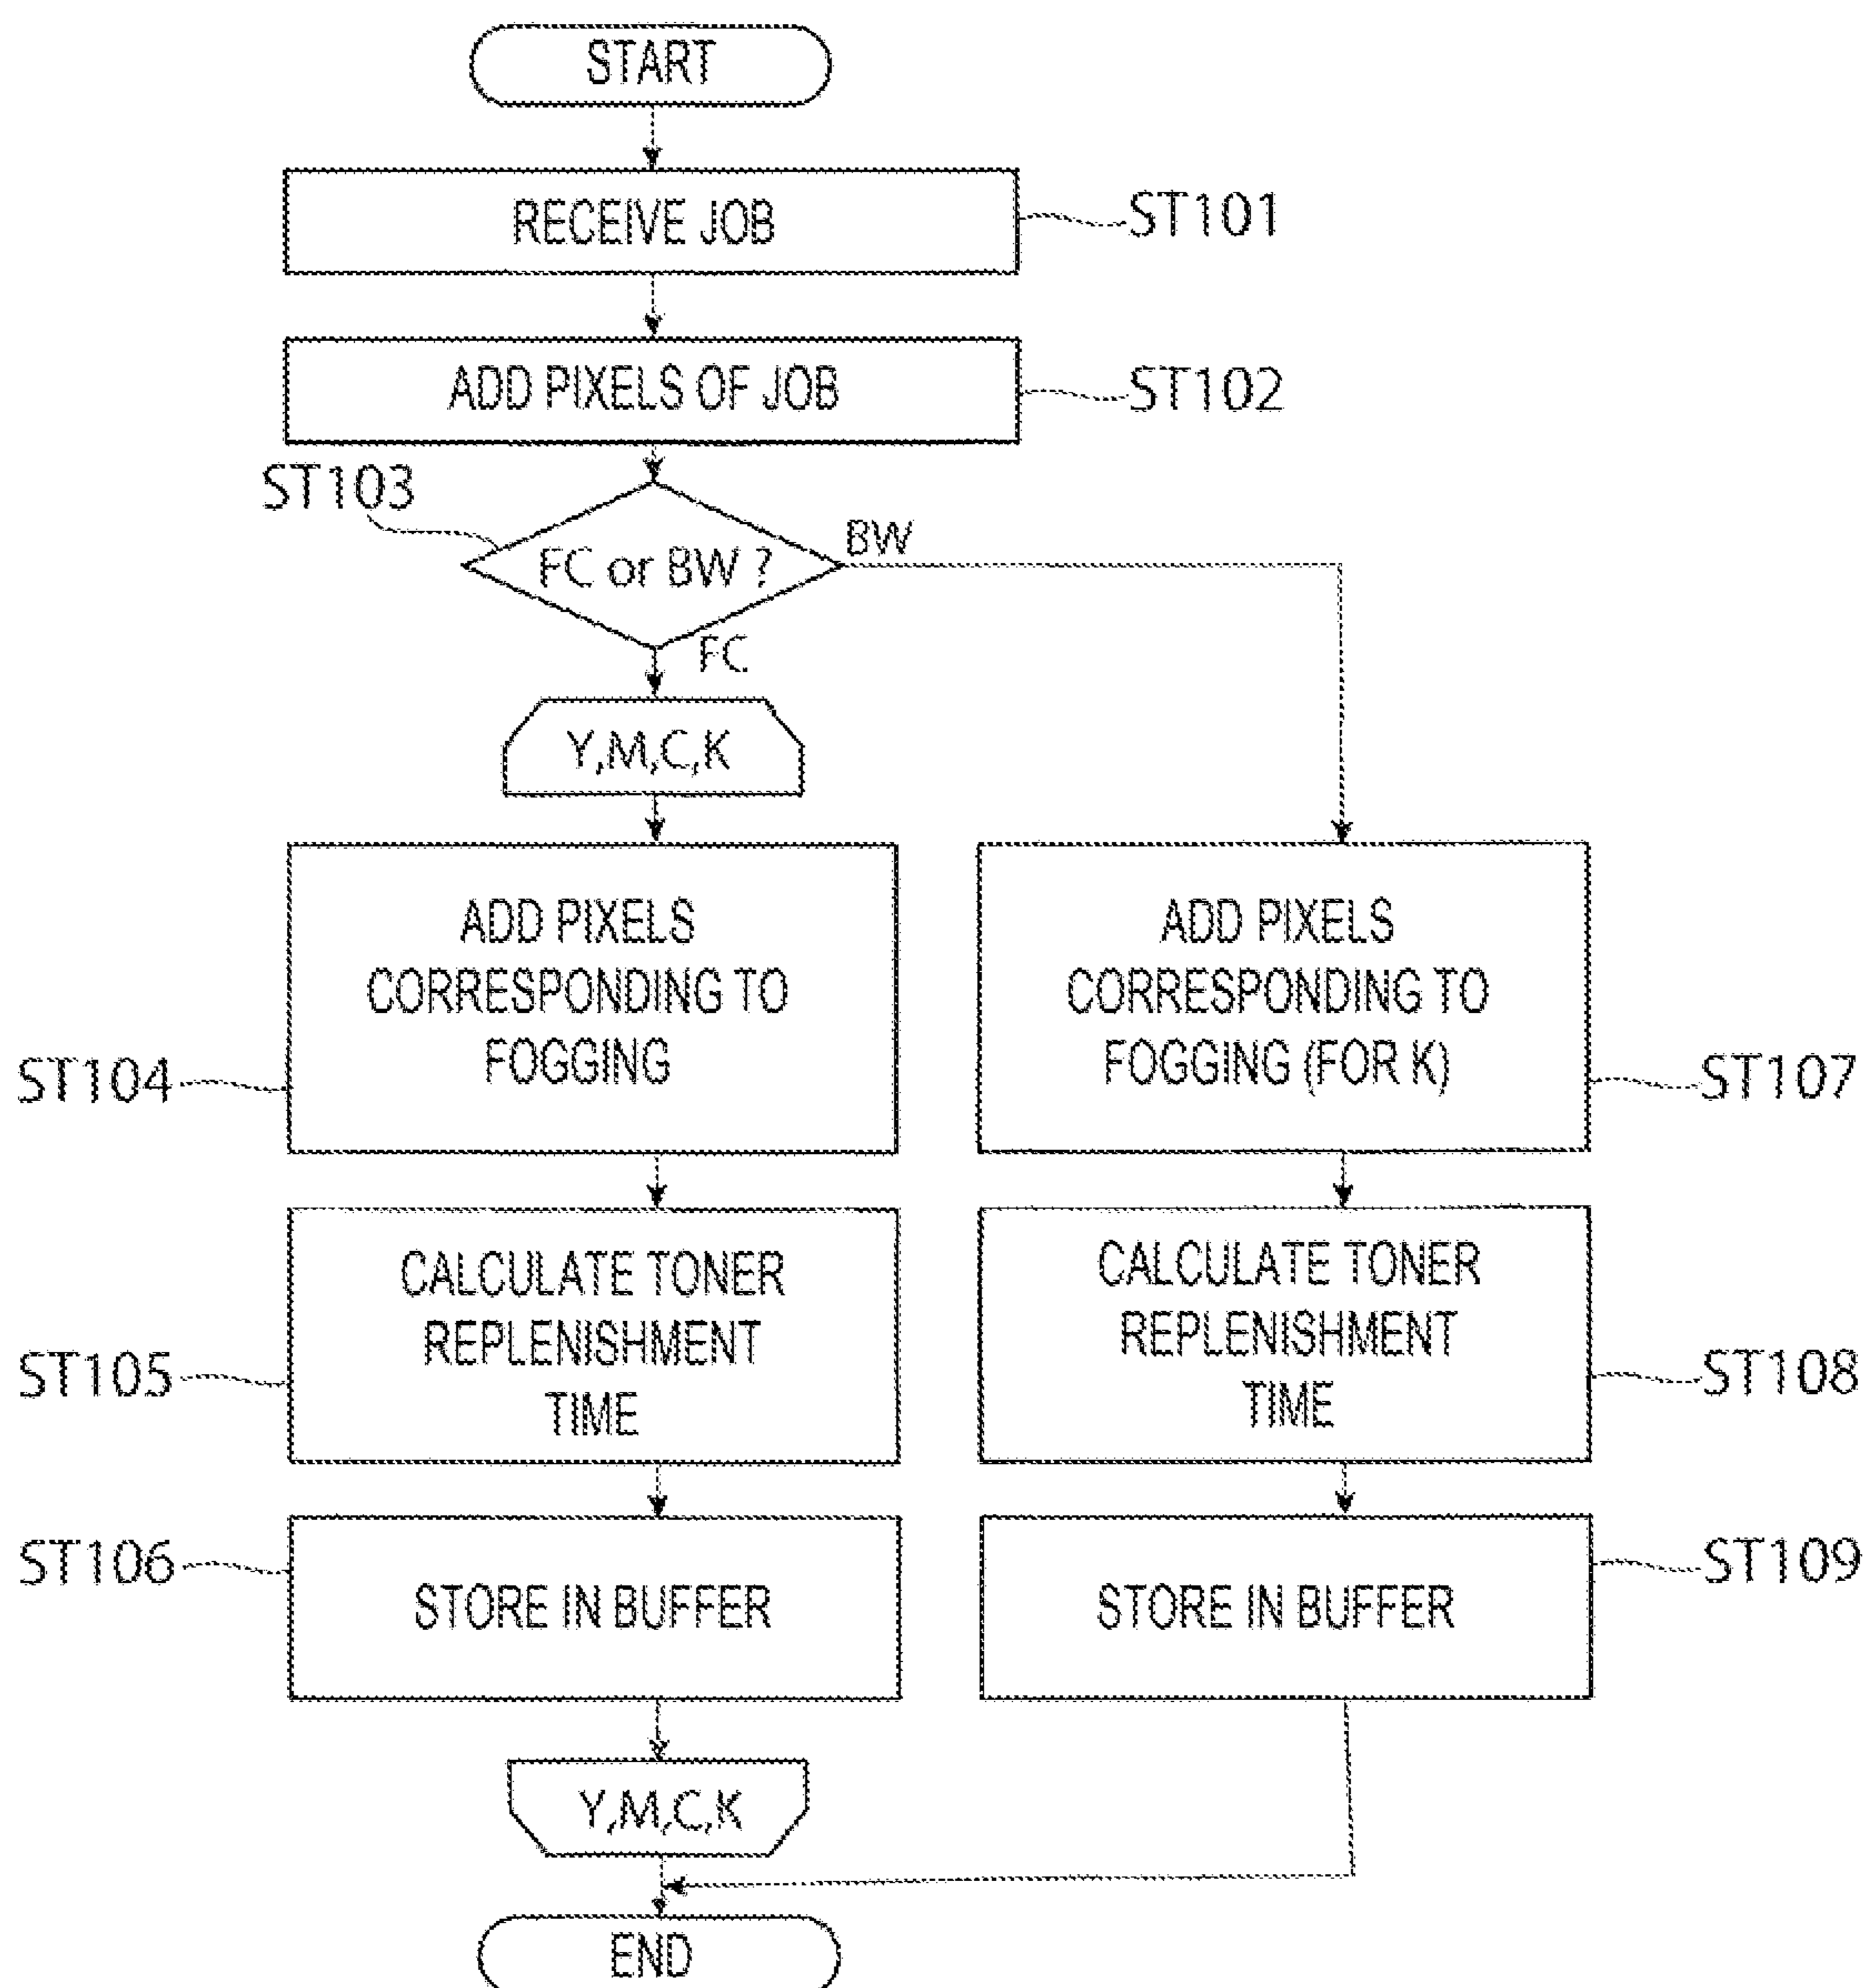 START
RECEIVE JOB
ST101
ADD PIXELS OF JOB
ST102
ST103
FC or BW ?
BW
FC
Y,M,C,K
ADD PIXELS
CORRESPONDING TO
FOGGING
ST104
ADD PIXELS
CORRESPONDING TO
FOGGING (FOR K)
ST107
CALCULATE TONER
REPLENISHMENT
TIME
ST105
CALCULATE TONER
REPLENISHMENT
TIME
ST108
ST106
STORE IN BUFFER
STORE IN BUFFER
ST109
Y,M,C,K
END